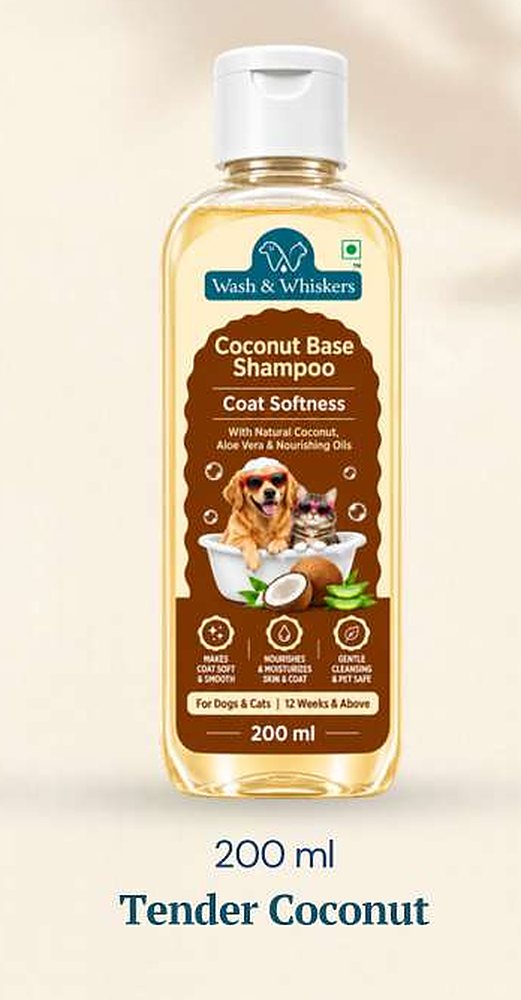 ™
Wash & Whiskers
Coconut Base
Shampoo
Coat Softness
With Natural Coconut,
Aloe Vera & Nourishing Oils
MAKES
COAT SOFT
& SMOOTH
NOURISHES
& MOISTURIZES
SKIN & COAT
GENTLE
CLEANSING
& PET SAFE
For Dogs & Cats | 12 Weeks & Above
200 ml
200 ml
Tender Coconut